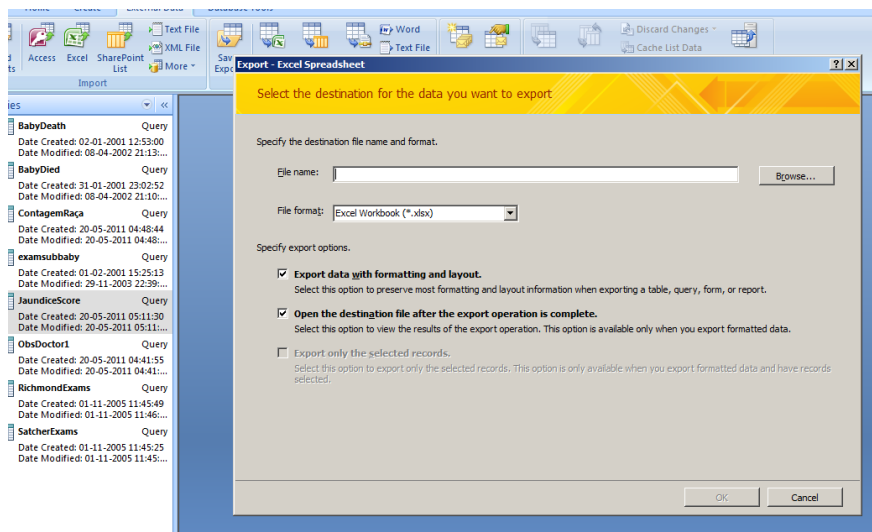 Home Create External Data Database Tools
Access Excel SharePoint List Text File XML File More
Import
Word Text File
Discard Changes
Cache List Data
Export - Excel Spreadsheet
Select the destination for the data you want to export
Specify the destination file name and format.
File name:
Browse...
File format: Excel Workbook (*.xlsx)
Specify export options.
Export data with formatting and layout.
Select this option to preserve most formatting and layout information when exporting a table, query, form, or report.
Open the destination file after the export operation is complete.
Select this option to view the results of the export operation. This option is available only when you export formatted data.
Export only the selected records.
Select this option to export only the selected records. This option is only available when you export formatted data and have records
selected.
OK Cancel
BabyDeath Query
Date Created: 02-01-2001 12:53:00
Date Modified: 08-04-2002 21:13:...
BabyDied Query
Date Created: 31-01-2001 23:02:52
Date Modified: 08-04-2002 21:10:...
ContagemRaça Query
Date Created: 20-05-2011 04:48:44
Date Modified: 20-05-2011 04:48:...
examsubbaby Query
Date Created: 01-02-2001 15:25:13
Date Modified: 29-11-2003 22:39:...
JaundiceScore Query
Date Created: 20-05-2011 05:11:30
Date Modified: 20-05-2011 05:11:...
ObsDoctor1 Query
Date Created: 20-05-2011 04:41:55
Date Modified: 20-05-2011 04:41:...
RichmondExams Query
Date Created: 01-11-2005 11:45:49
Date Modified: 01-11-2005 11:46:...
SatcherExams Query
Date Created: 01-11-2005 11:45:25
Date Modified: 01-11-2005 11:45:...